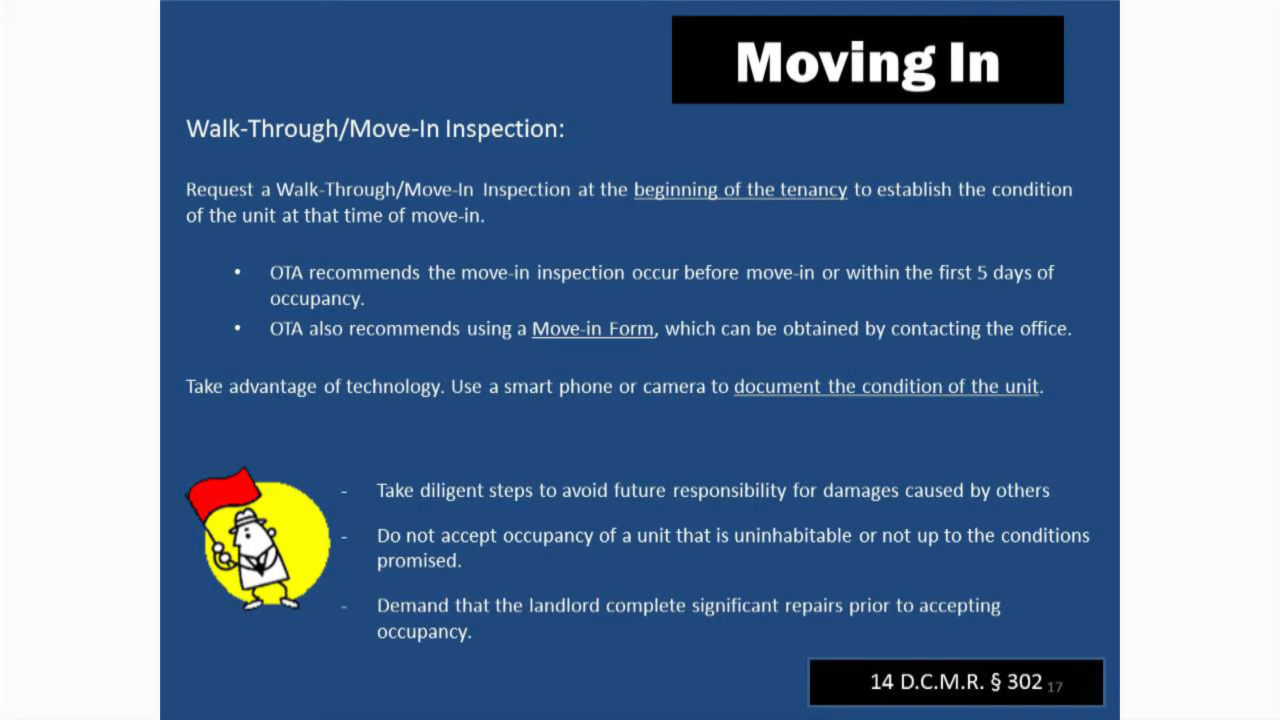 Moving In
Walk-Through/Move-In Inspection:
Request a Walk-Through/Move-In Inspection at the beginning of the tenancy to establish the condition
of the unit at that time of move-in.
• OTA recommends the move-in inspection occur before move-in or within the first 5 days of
occupancy.
• OTA also recommends using a Move-in Form, which can be obtained by contacting the office.
Take advantage of technology. Use a smart phone or camera to document the condition of the unit.
- Take diligent steps to avoid future responsibility for damages caused by others
- Do not accept occupancy of a unit that is uninhabitable or not up to the conditions
promised.
- Demand that the landlord complete significant repairs prior to accepting
occupancy.
14 D.C.M.R. § 302 17